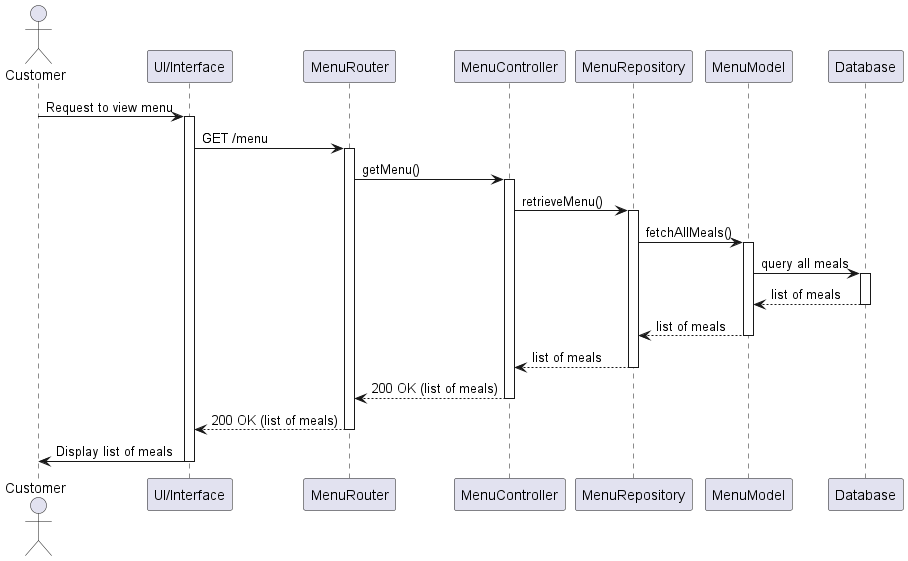 Customer
UI/Interface
MenuRouter
MenuController
MenuRepository
MenuModel
Database
Request to view menu
GET /menu
getMenu()
retrieveMenu()
fetchAllMeals()
query all meals
list of meals
list of meals
list of meals
200 OK (list of meals)
200 OK (list of meals)
Display list of meals
Customer
UI/Interface
MenuRouter
MenuController
MenuRepository
MenuModel
Database